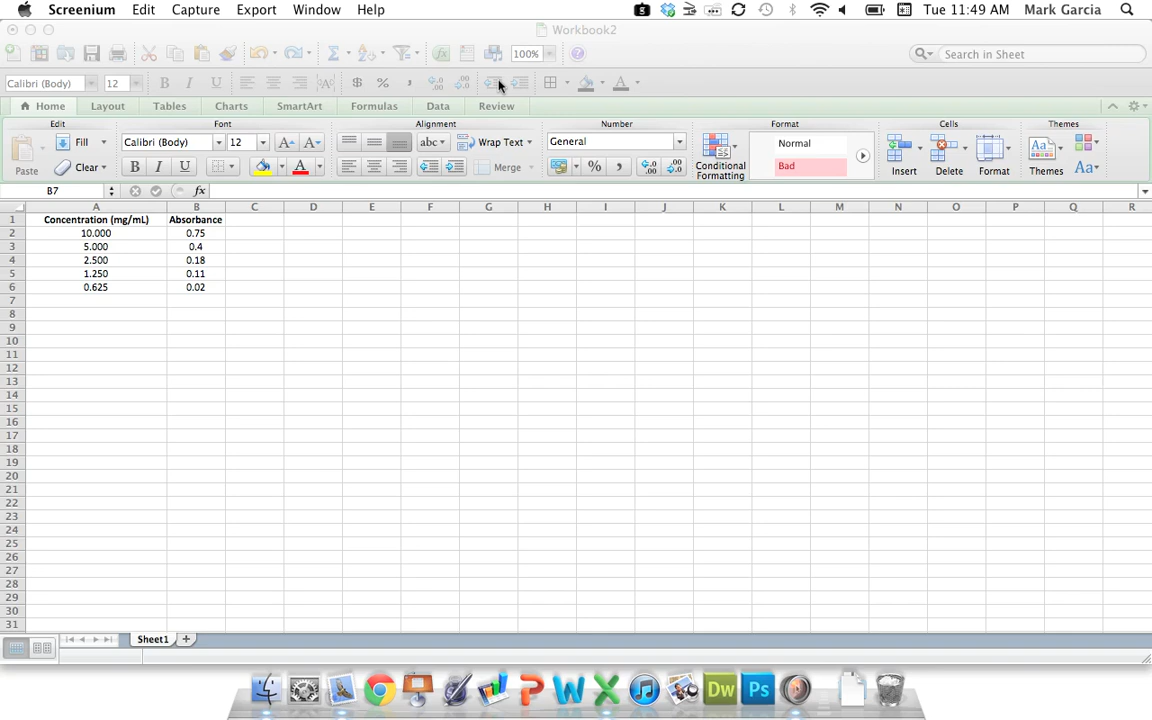 Screenium Edit Capture Export Window Help Tue 11:49 AM Mark Garcia
Workbook2
100% Search in Sheet
Calibri (Body) 12 B I U $ % , A
Home Layout Tables Charts SmartArt Formulas Data Review
Edit Font Alignment Number Format Cells Themes
Fill Calibri (Body) 12 A A abc Wrap Text General Normal
Paste Clear B I U A Merge % , Conditional Formatting Bad Insert Delete Format Themes Aa
B7 fx
A B C D E F G H I J K L M N O P Q R
1 Concentration (mg/mL) Absorbance
2 10.000 0.75
3 5.000 0.4
4 2.500 0.18
5 1.250 0.11
6 0.625 0.02
7
8
9
10
11
12
13
14
15
16
17
18
19
20
21
22
23
24
25
26
27
28
29
30
31
Sheet1
Dw Ps